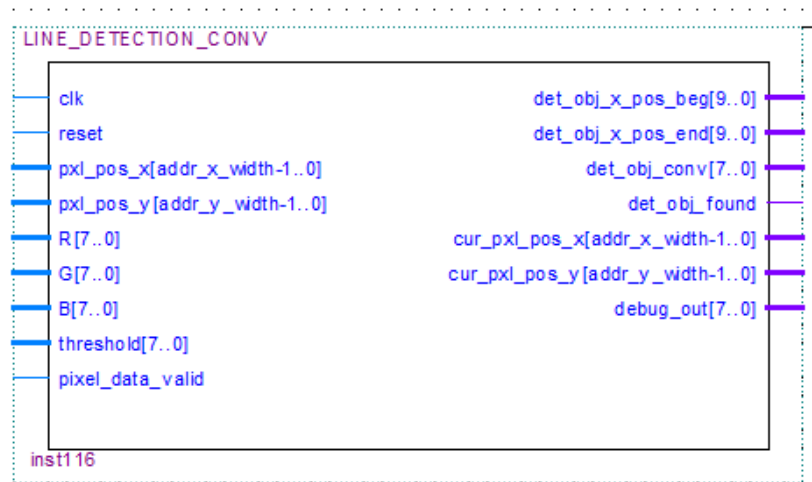 LINE_DETECTION_CONV
clk
reset
pxl_pos_x[addr_x_width-1..0]
pxl_pos_y[addr_y_width-1..0]
R[7..0]
G[7..0]
B[7..0]
threshold[7..0]
pixel_data_valid
det_obj_x_pos_beg[9..0]
det_obj_x_pos_end[9..0]
det_obj_conv[7..0]
det_obj_found
cur_pxl_pos_x[addr_x_width-1..0]
cur_pxl_pos_y[addr_y_width-1..0]
debug_out[7..0]
inst116